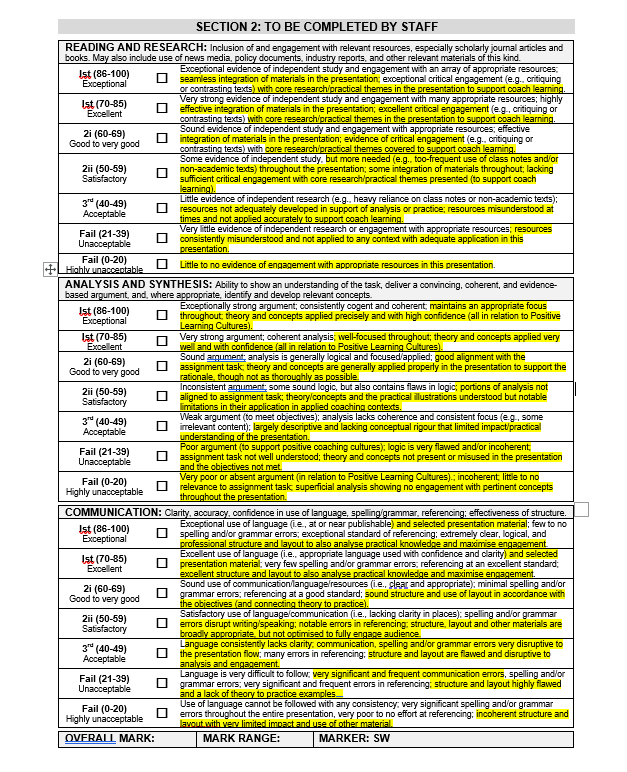 SECTION 2: TO BE COMPLETED BY STAFF
READING AND RESEARCH: Inclusion of and engagement with relevant resources, especially scholarly journal articles and
books. May also include use of news media, policy documents, industry reports, and other relevant materials of this kind.
Ist (86-100)
Exceptional
☐
Exceptional evidence of independent study and engagement with an array of appropriate resources;
seamless integration of materials in the presentation; exceptional critical engagement (e.g., critiquing
or contrasting texts) with core research/practical themes in the presentation to support coach learning.
Ist (70-85)
Excellent
☐
Very strong evidence of independent study and engagement with many appropriate resources; highly
effective integration of materials in the presentation; excellent critical engagement (e.g., critiquing or
contrasting texts) with core research/practical themes in the presentation to support coach learning.
2i (60-69)
Good to very good
☐
Sound evidence of independent study and engagement with appropriate resources; effective
integration of materials in the presentation; evidence of critical engagement (e.g., critiquing or
contrasting texts) with core research/practical themes covered to support coach learning.
2ii (50-59)
Satisfactory
☐
Some evidence of independent study, but more needed (e.g., too-frequent use of class notes and/or
non-academic texts) throughout the presentation; some integration of materials throughout; lacking
sufficient critical engagement with core research/practical themes presented (to support coach
learning).
3rd (40-49)
Acceptable
☐
Little evidence of independent research (e.g., heavy reliance on class notes or non-academic texts);
resources not adequately developed in support of analysis or practice; resources misunderstood at
times and not applied accurately to support coach learning.
Fail (21-39)
Unacceptable
☐
Very little evidence of independent research or engagement with appropriate resources; resources
consistently misunderstood and not applied to any context with adequate application in this
presentation.
Fail (0-20)
Highly unacceptable
☐
Little to no evidence of engagement with appropriate resources in this presentation.
ANALYSIS AND SYNTHESIS: Ability to show an understanding of the task, deliver a convincing, coherent, and evidence-
based argument, and, where appropriate, identify and develop relevant concepts.
Ist (86-100)
Exceptional
☐
Exceptionally strong argument; consistently cogent and coherent; maintains an appropriate focus
throughout; theory and concepts applied precisely and with high confidence (all in relation to Positive
Learning Cultures).
Ist (70-85)
Excellent
☐
Very strong argument; coherent analysis; well-focused throughout; theory and concepts applied very
well and with confidence (all in relation to Positive Learning Cultures).
2i (60-69)
Good to very good
☐
Sound argument; analysis is generally logical and focused/applied; good alignment with the
assignment task; theory and concepts are generally applied properly in the presentation to support the
rationale, though not as thoroughly as possible.
2ii (50-59)
Satisfactory
☐
Inconsistent argument; some sound logic, but also contains flaws in logic; portions of analysis not
aligned to assignment task; theory/concepts and the practical illustrations understood but notable
limitations in their application in applied coaching contexts.
3rd (40-49)
Acceptable
☐
Weak argument (to meet objectives); analysis lacks coherence and consistent focus (e.g., some
irrelevant content); largely descriptive and lacking conceptual rigour that limited impact/practical
understanding of the presentation.
Fail (21-39)
Unacceptable
☐
Poor argument (to support positive coaching cultures); logic is very flawed and/or incoherent;
assignment task not well understood; theory and concepts not present or misused in the presentation
and the objectives not met.
Fail (0-20)
Highly unacceptable
☐
Very poor or absent argument (in relation to Positive Learning Cultures).; incoherent; little to no
relevance to assignment task; superficial analysis showing no engagement with pertinent concepts
throughout the presentation.
COMMUNICATION: Clarity, accuracy, confidence in use of language, spelling/grammar, referencing; effectiveness of structure.
Ist (86-100)
Exceptional
☐
Exceptional use of language (i.e., at or near publishable) and selected presentation material; few to no
spelling and/or grammar errors; exceptional standard of referencing; extremely clear, logical, and
professional structure and layout to also analyse practical knowledge and maximise engagement.
Ist (70-85)
Excellent
☐
Excellent use of language (i.e., appropriate language used with confidence and clarity) and selected
presentation material; very few spelling and/or grammar errors; referencing at an excellent standard;
excellent structure and layout to also analyse practical knowledge and maximise engagement.
2i (60-69)
Good to very good
☐
Sound use of communication/language/resources (i.e., clear and appropriate); minimal spelling and/or
grammar errors; referencing at a good standard; sound structure and use of layout in accordance with
the objectives (and connecting theory to practice).
2ii (50-59)
Satisfactory
☐
Satisfactory use of language/communication (i.e., lacking clarity in places); spelling and/or grammar
errors disrupt writing/speaking; notable errors in referencing; structure, layout and other materials are
broadly appropriate, but not optimised to fully engage audience.
3rd (40-49)
Acceptable
☐
Language consistently lacks clarity; communication, spelling and/or grammar errors very disruptive to
the presentation flow; many errors in referencing; structure and layout are flawed and disruptive to
analysis and engagement.
Fail (21-39)
Unacceptable
☐
Language is very difficult to follow; very significant and frequent communication errors, spelling and/or
grammar errors; very significant and frequent errors in referencing; structure and layout highly flawed
and a lack of theory to practice examples...
Fail (0-20)
Highly unacceptable
☐
Use of language cannot be followed with any consistency; very significant spelling and/or grammar
errors throughout the entire presentation, very poor to no effort at referencing; incoherent structure and
layout with very limited impact and use of other material.
OVERALL MARK: MARK RANGE: MARKER: SW